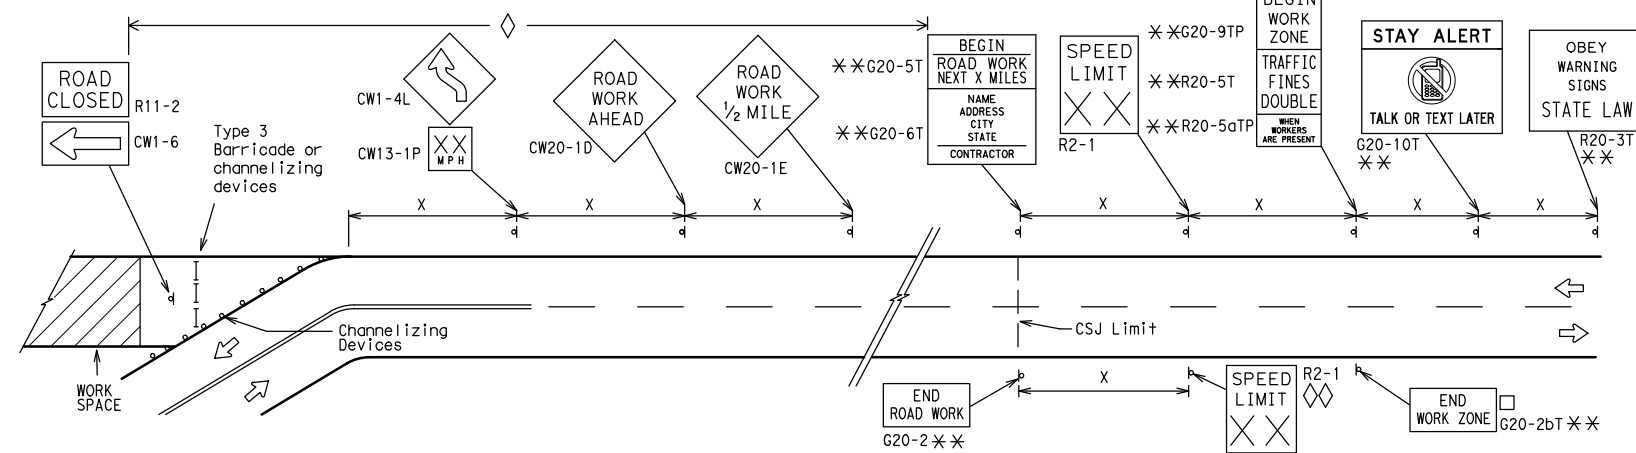 ROAD
CLOSED
R11-2
CW1-6
Type 3
Barricade or
channelizing
devices
CW1-4L
CW13-1P
XX
MPH
ROAD
WORK
AHEAD
CW20-1D
ROAD
WORK
1/2 MILE
CW20-1E
**G20-5T
**G20-6T
BEGIN
ROAD WORK
NEXT X MILES
NAME
ADDRESS
CITY
STATE
CONTRACTOR
SPEED
LIMIT
XX
R2-1
**G20-9TP
**R20-5T
**R20-5aTP
BEGIN
WORK
ZONE
TRAFFIC
FINES
DOUBLE
WHEN
WORKERS
ARE PRESENT
STAY ALERT
TALK OR TEXT LATER
G20-10T
**
OBEY
WARNING
SIGNS
STATE LAW
R20-3T
**
X
X
X
X
X
X
X
Channelizing
Devices
WORK
SPACE
CSJ Limit
END
ROAD WORK
G20-2**
X
SPEED
LIMIT
XX
R2-1
END
WORK ZONE
G20-2bT**